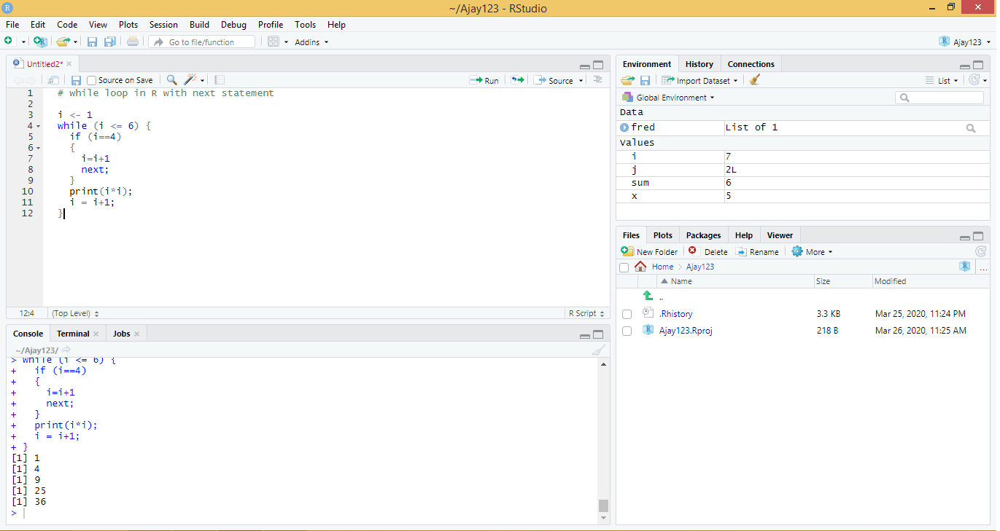 ~/Ajay123 - RStudio
File Edit Code View Plots Session Build Debug Profile Tools Help
Go to file/function Addins Ajay123
Untitled2*
Source on Save Run Source
1 # while loop in R with next statement
2
3 i <- 1
4 while (i <= 6) {
5 if (i==4)
6 {
7 i=i+1
8 next;
9 }
10 print(i*i);
11 i = i+1;
12 }
12:4 (Top Level) R Script
Console Terminal Jobs
~/Ajay123/
> while (i <= 6) {
+ if (i==4)
+ {
+ i=i+1
+ next;
+ }
+ print(i*i);
+ i = i+1;
+ }
[1] 1
[1] 4
[1] 9
[1] 25
[1] 36
>
Environment History Connections
Import Dataset List
Global Environment
Data
fred List of 1
Values
i 7
j 2L
sum 6
x 5
Files Plots Packages Help Viewer
New Folder Delete Rename More
Home Ajay123 ...
Name Size Modified
..
.Rhistory 3.3 KB Mar 25, 2020, 11:24 PM
Ajay123.Rproj 218 B Mar 26, 2020, 11:25 AM